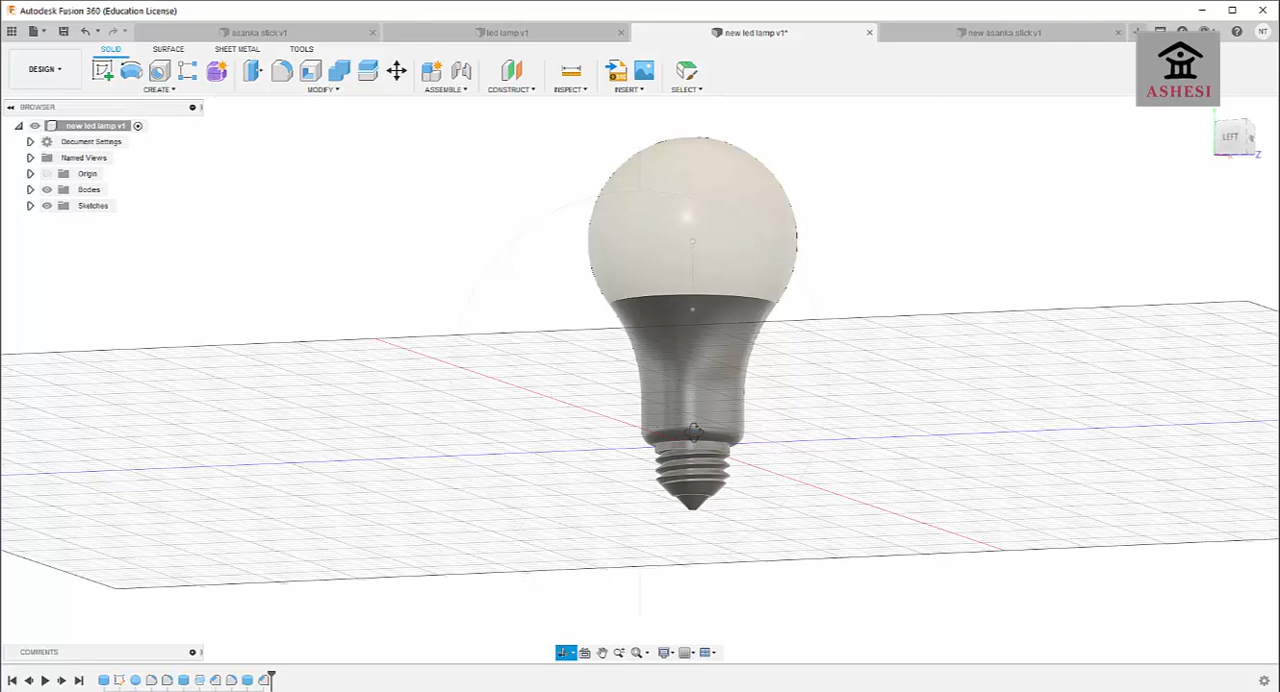 Autodesk Fusion 360 (Education License)
asanka stick v1
led lamp v1
new led lamp v1*
new asanka stick v1
NT
SOLID SURFACE SHEET METAL TOOLS
DESIGN
CREATE MODIFY ASSEMBLE CONSTRUCT INSPECT INSERT SELECT
ASHESI
BROWSER
new led lamp v1
Document Settings
Named Views
Origin
Bodies
Sketches
LEFT
Z
COMMENTS